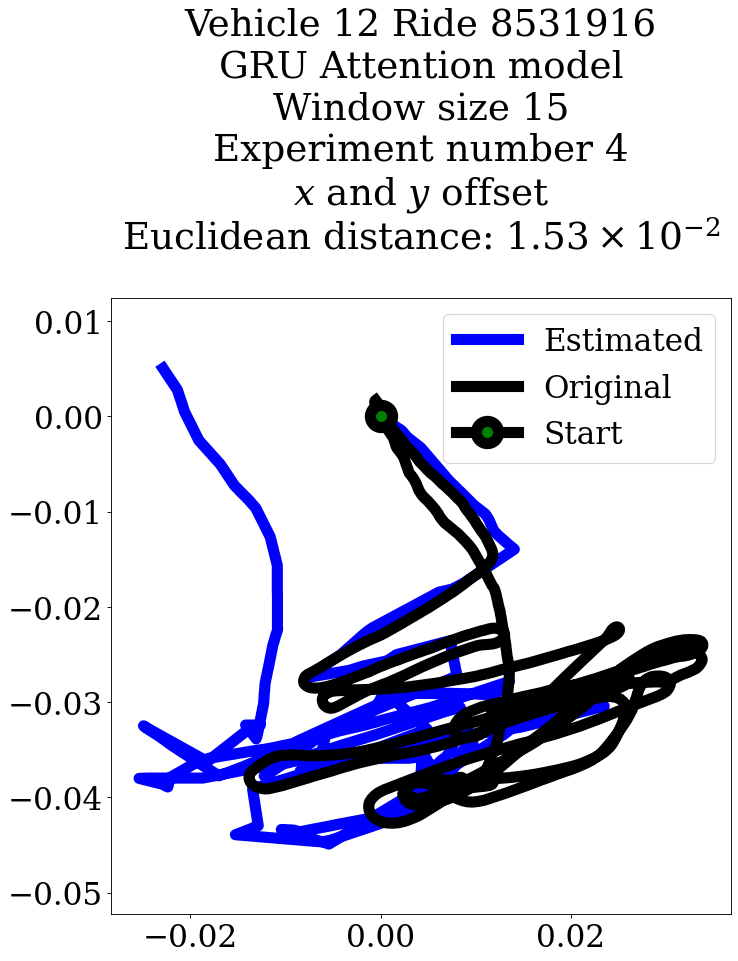 Vehicle 12 Ride 8531916
GRU Attention model
Window size 15
Experiment number 4
x and y offset
Euclidean distance: 1.53 × 10⁻²
Estimated
Original
Start
0.01
0.00
−0.01
−0.02
−0.03
−0.04
−0.05
−0.02 0.00 0.02